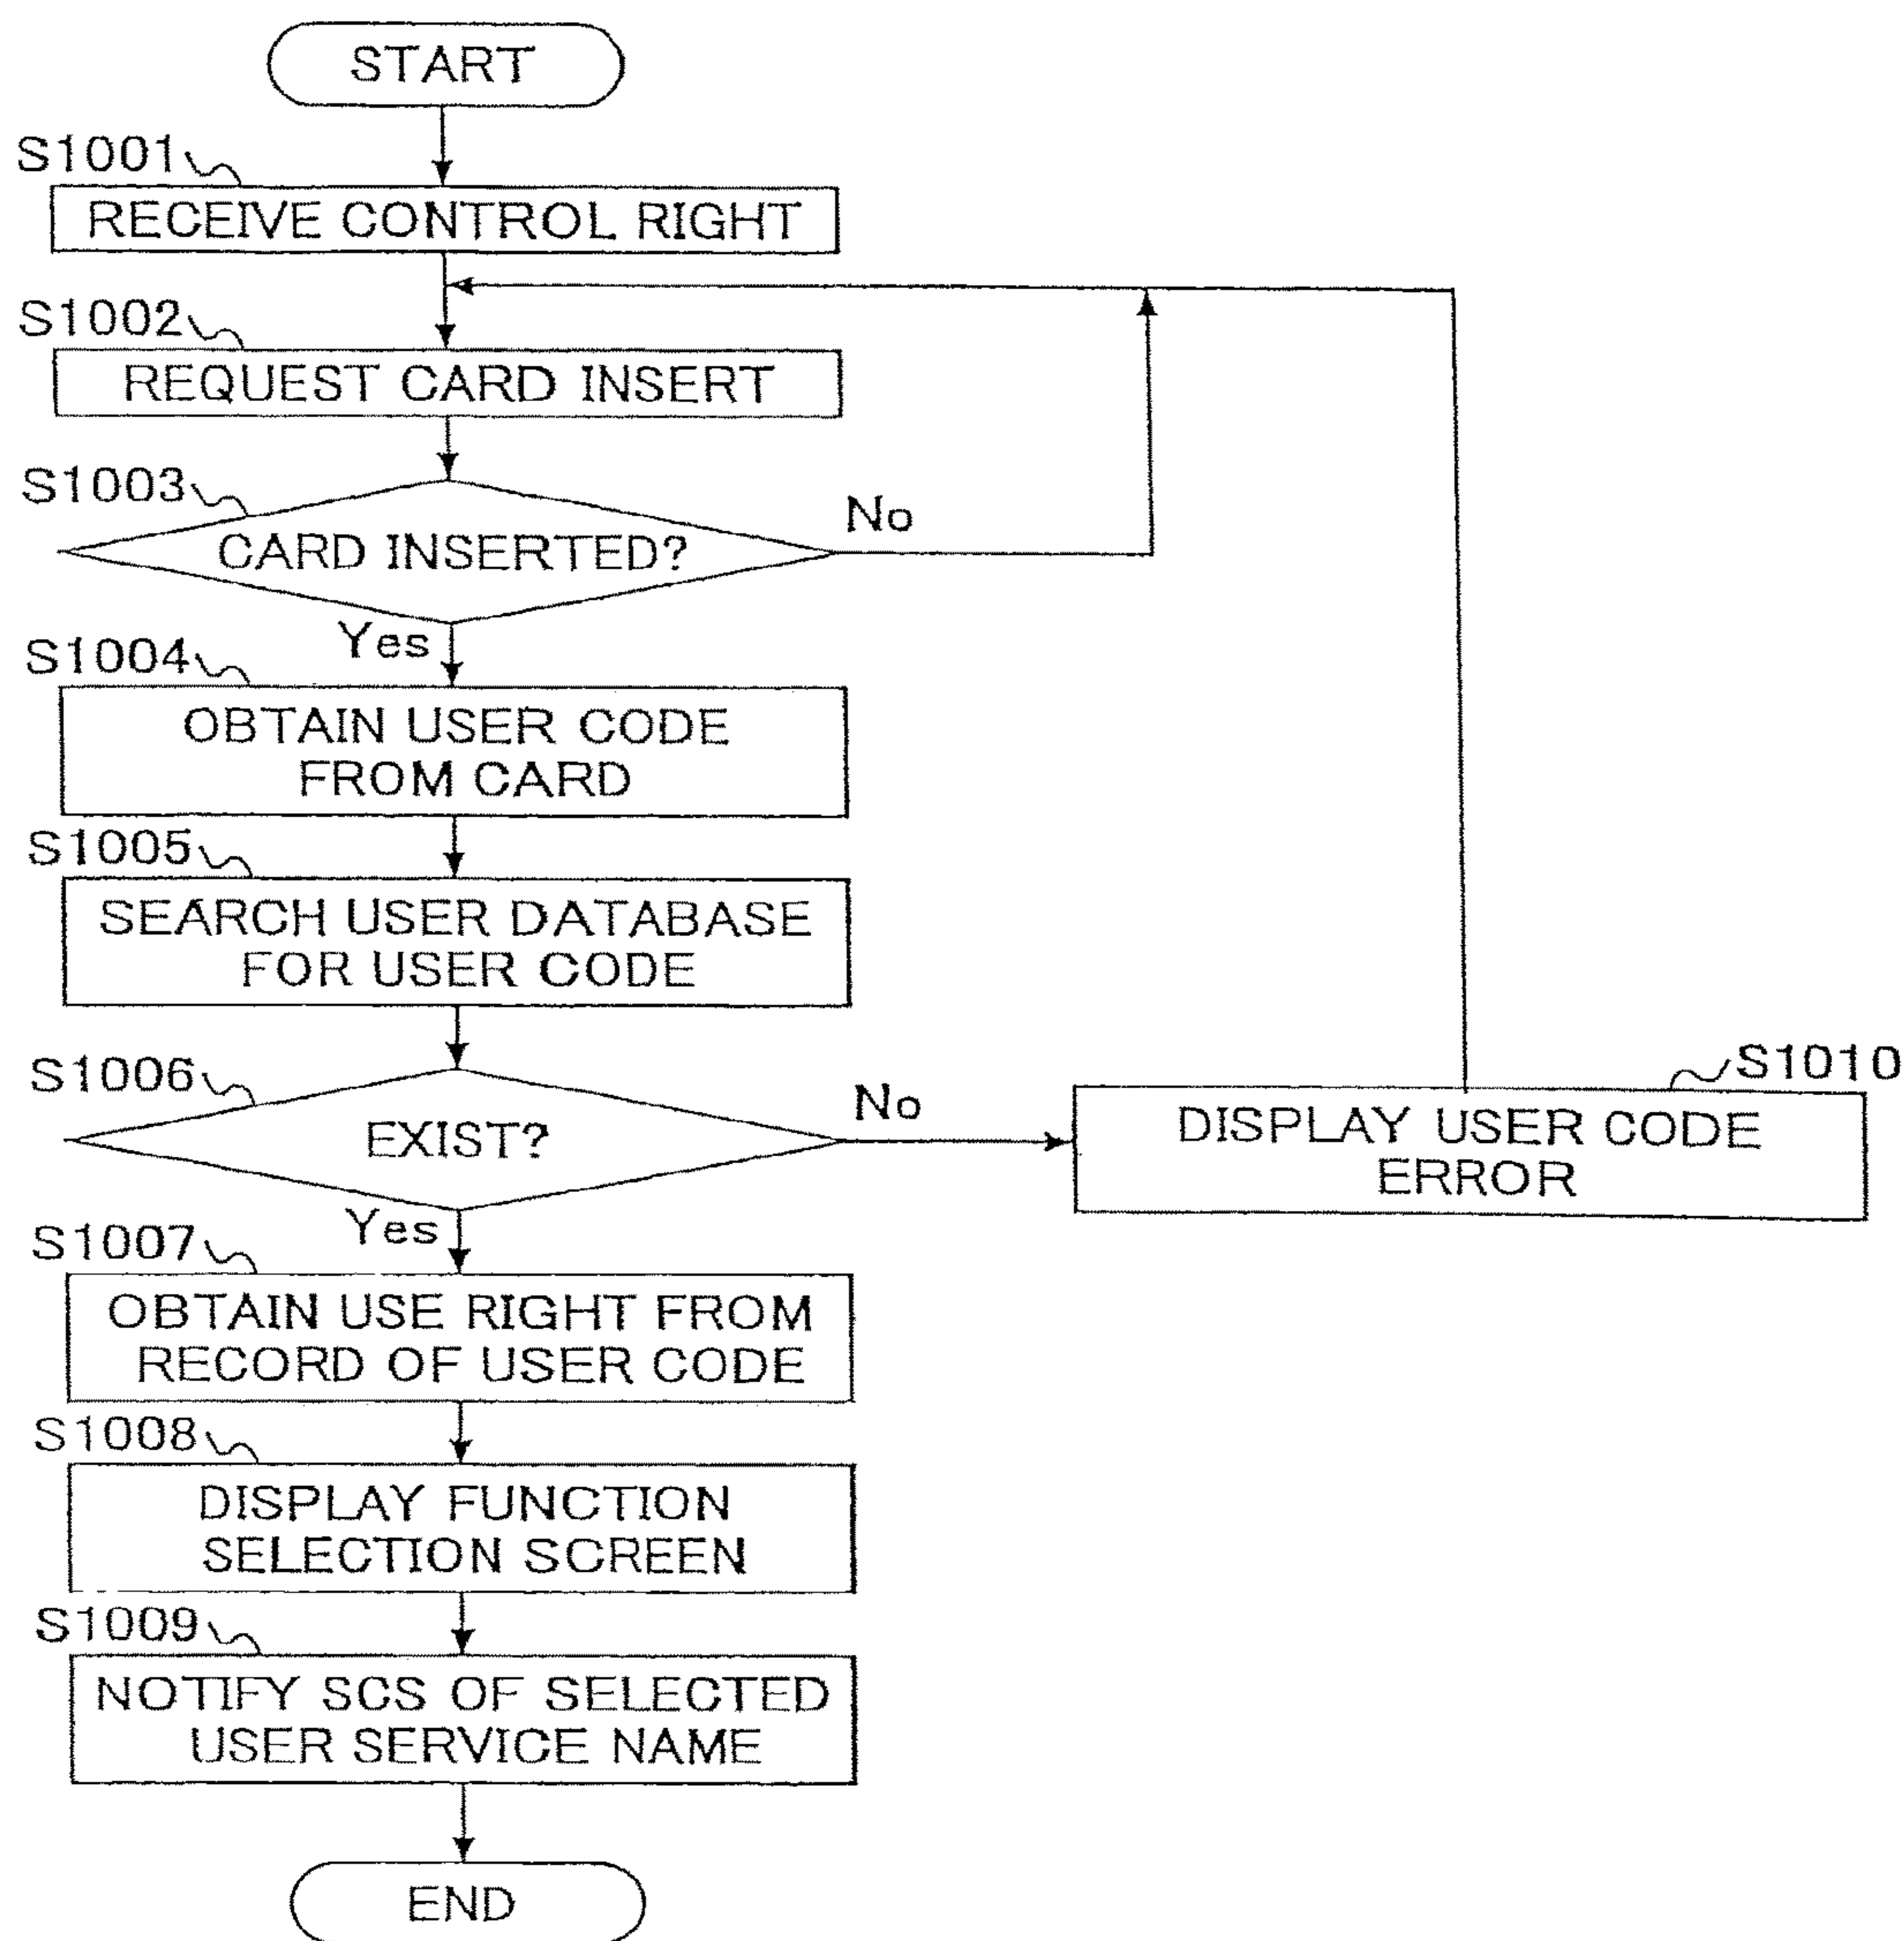 START
S1001
RECEIVE CONTROL RIGHT
S1002
REQUEST CARD INSERT
S1003
CARD INSERTED?
No
Yes
S1004
OBTAIN USER CODE
FROM CARD
S1005
SEARCH USER DATABASE
FOR USER CODE
S1006
EXIST?
No
S1010
DISPLAY USER CODE
ERROR
Yes
S1007
OBTAIN USE RIGHT FROM
RECORD OF USER CODE
S1008
DISPLAY FUNCTION
SELECTION SCREEN
S1009
NOTIFY SCS OF SELECTED
USER SERVICE NAME
END